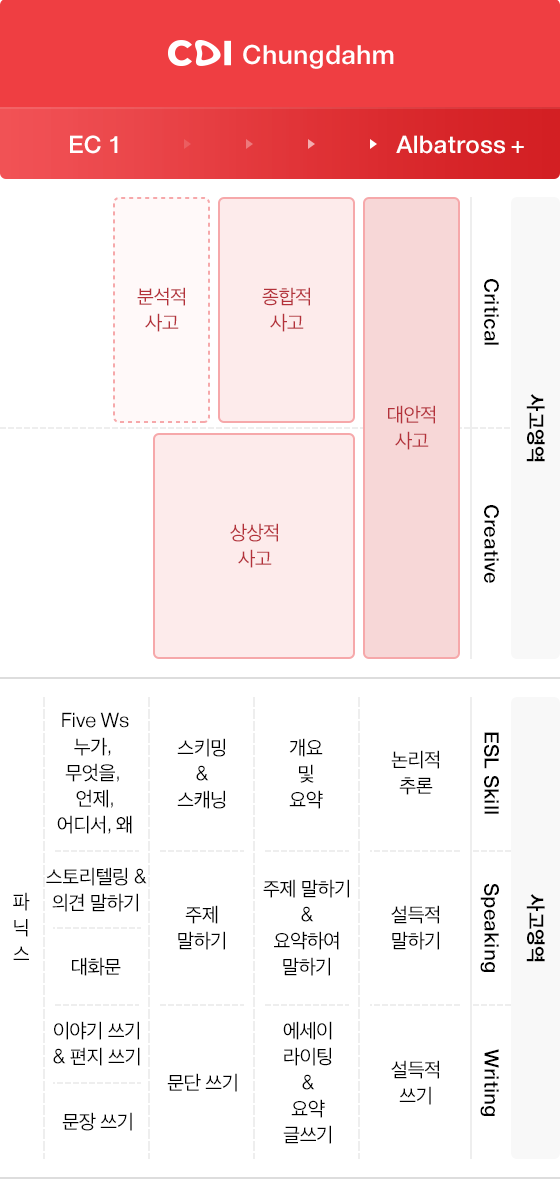 CDI Chungdahm
EC 1
Albatross +
분석적
사고
종합적
사고
대안적
사고
Critical
사고영역
상상적
사고
Creative
파
닉
스
Five Ws
누가,
무엇을,
언제,
어디서, 왜
스키밍
&
스캐닝
개요
및
요약
논리적
추론
ESL Skill
스토리텔링 &
의견 말하기
대화문
주제
말하기
주제 말하기
&
요약하여
말하기
설득적
말하기
Speaking
사고영역
이야기 쓰기
& 편지 쓰기
문장 쓰기
문단 쓰기
에세이
라이팅
&
요약
글쓰기
설득적
쓰기
Writing